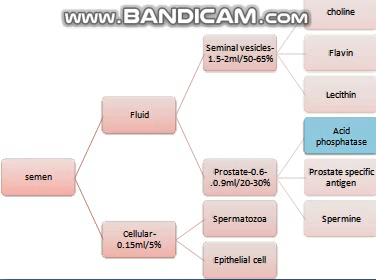 www.BANDICAM.com
choline
Seminal vesicles-
1.5-2ml/50-65%
Flavin
Fluid
Lecithin
Acid
phosphatase
semen
Prostate-0.6-
.0.9ml/20-30%
Prostate specific
antigen
Spermatozoa
Spermine
Cellular-
0.15ml/5%
Epithelial cell